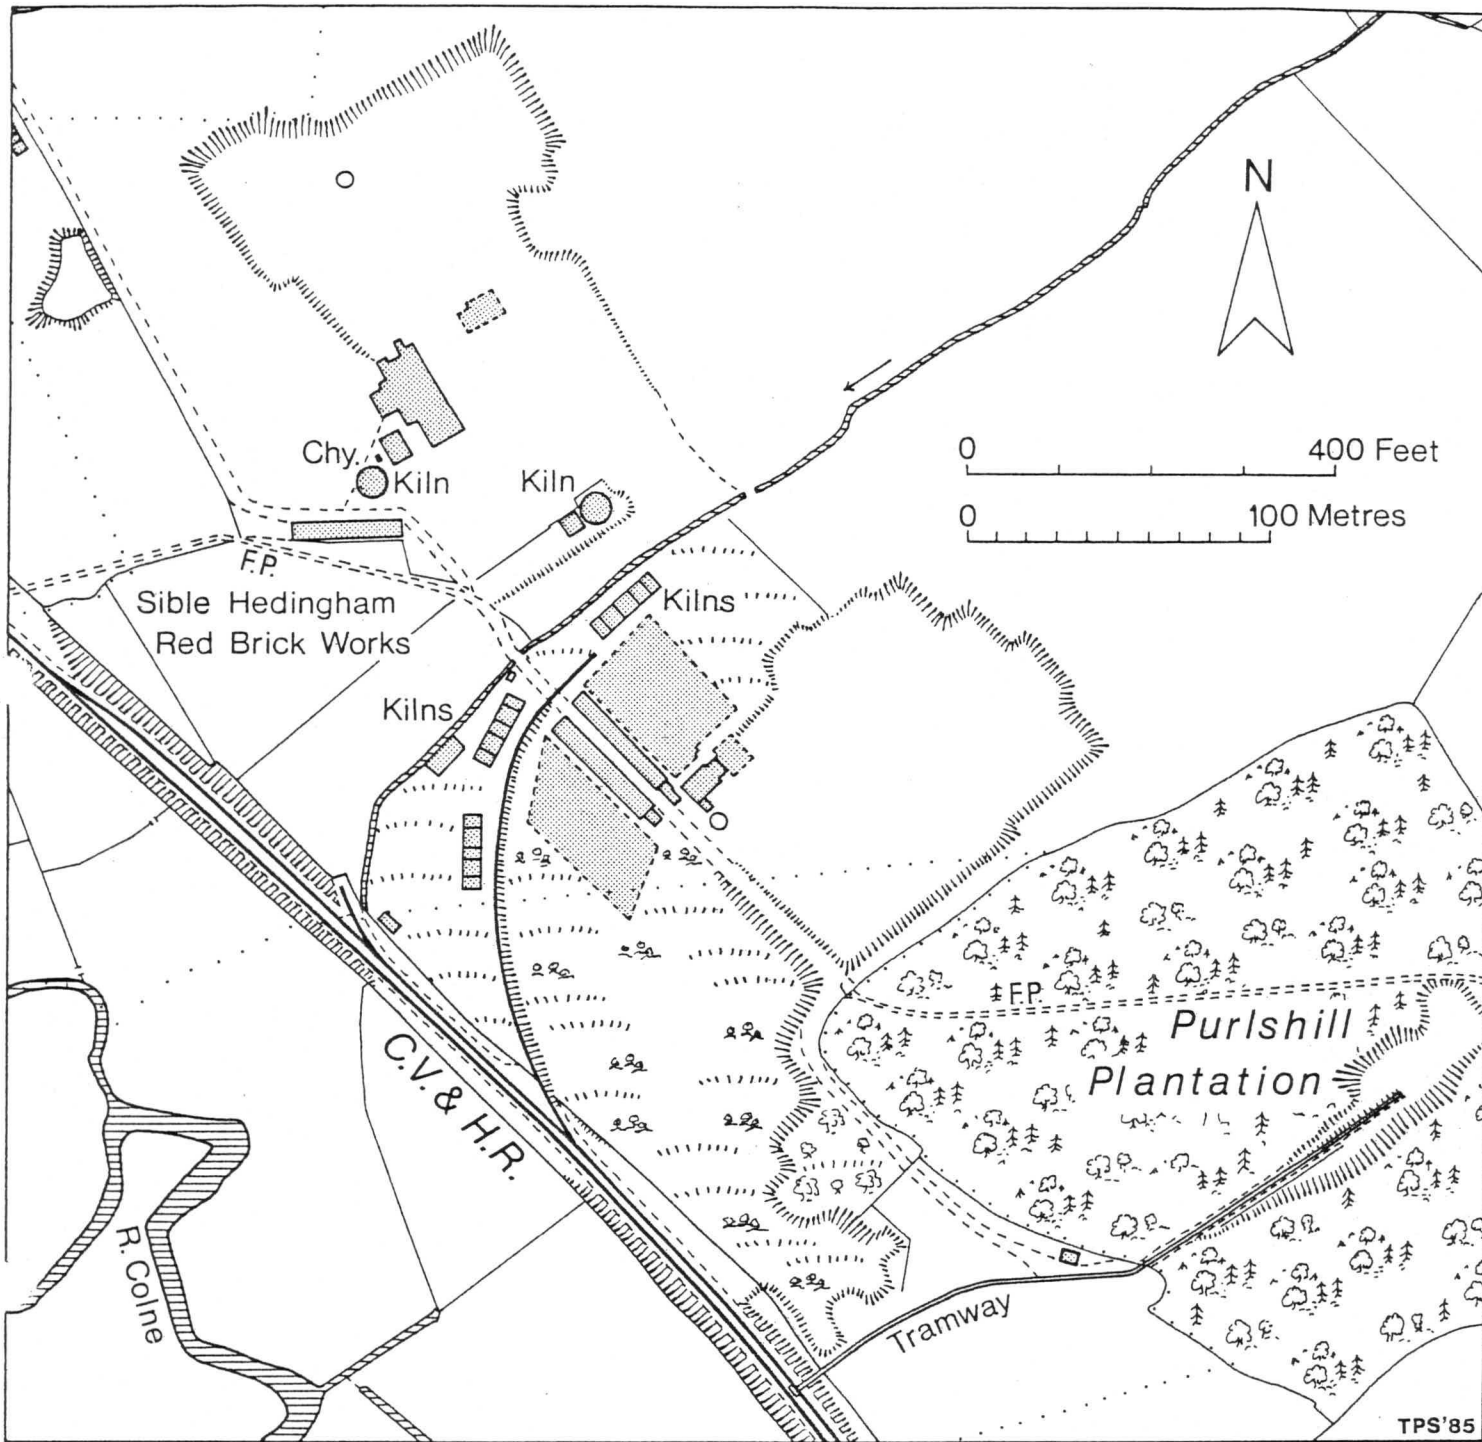 N
0 400 Feet
0 100 Metres
Chy.
Kiln
Kiln
F.P.
Sible Hedingham
Red Brick Works
Kilns
Kilns
F.P.
Purlshill
Plantation
C.V. & H.R.
R. Colne
Tramway
TPS'85